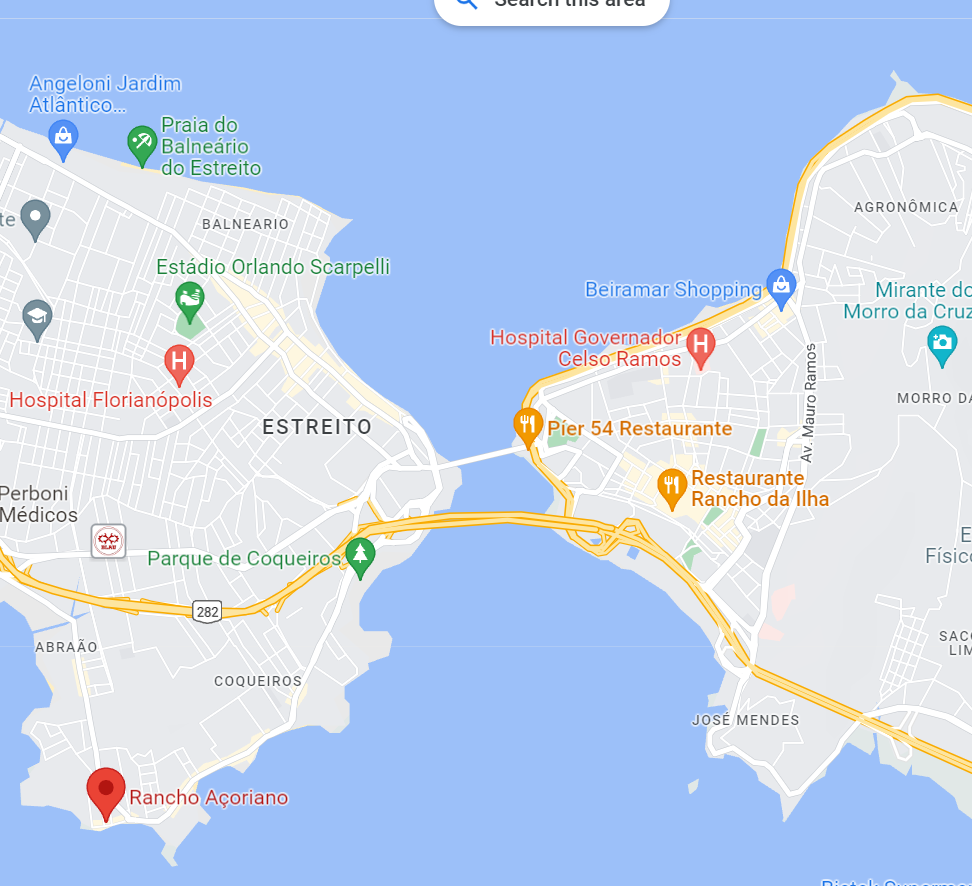 Search this area
Angeloni Jardim
Atlântico...
Praia do
Balneário
do Estreito
te
BALNEARIO
AGRONÔMICA
Estádio Orlando Scarpelli
Beiramar Shopping
Mirante do
Morro da Cruz
Hospital Governador
Celso Ramos
Hospital Florianópolis
Av. Mauro Ramos
MORRO DA
ESTREITO
Píer 54 Restaurante
Restaurante
Rancho da Ilha
Perboni
Médicos
BLAU
Parque de Coqueiros
E
Físico
282
ABRAÃO
SACO
LIM
COQUEIROS
JOSÉ MENDES
Rancho Açoriano